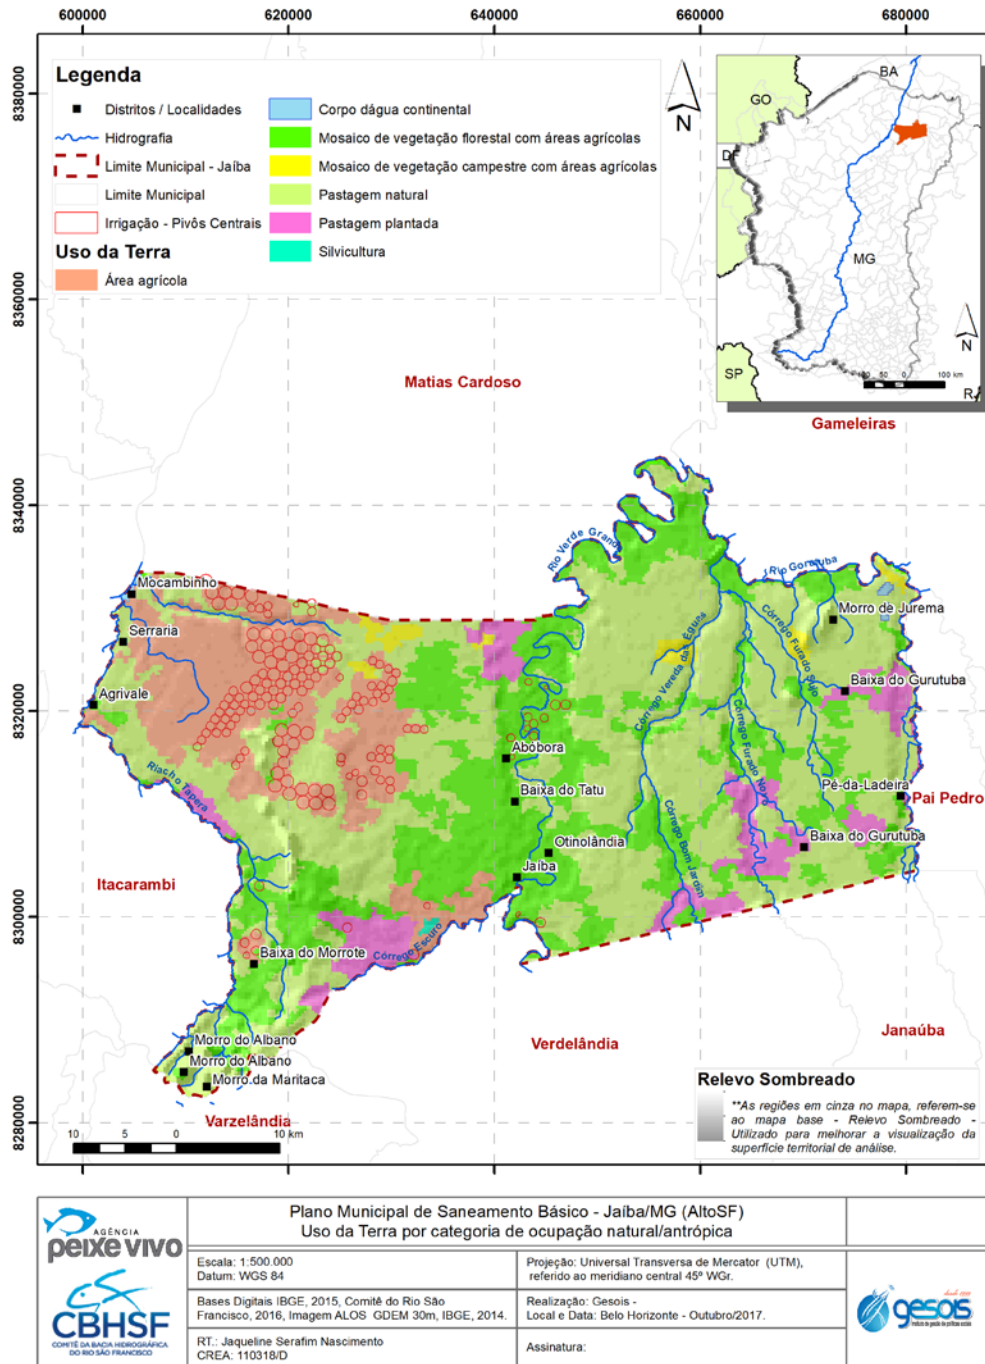 600000
620000
640000
660000
680000
8380000
8360000
8340000
8320000
8300000
8280000
Legenda
Distritos / Localidades
Hidrografia
Limite Municipal - Jaíba
Limite Municipal
Irrigação - Pivôs Centrais
Uso da Terra
Área agrícola
Corpo dágua continental
Mosaico de vegetação florestal com áreas agrícolas
Mosaico de vegetação campestre com áreas agrícolas
Pastagem natural
Pastagem plantada
Silvicultura
N
BA
GO
DF
MG
SP
N
50 0 100 km
R
Matias Cardoso
Gameleiras
Rio Verde Grande
Rio Gorutuba
Mocambinho
Serraria
Agrivale
Riacho Tapera
Morro de Jurema
Córrego Furado Sujo
Córrego Vereda das Éguas
Baixa do Gurutuba
Abóbora
Córrego Furado Novo
Baixa do Tatu
Pé-da-Ladeira
Pai Pedro
Otinolândia
Baixa do Gurutuba
Jaíba
Córrego Bom Jardim
Itacarambi
Córrego Escuro
Baixa do Morrote
Morro do Albano
Morro do Albano
Morro da Maritaca
Verdelândia
Janaúba
Varzelândia
10 5 0 10 km
Relevo Sombreado
**As regiões em cinza no mapa, referem-se
ao mapa base - Relevo Sombreado -
Utilizado para melhorar a visualização da
superfície territorial de análise.
AGÊNCIA
peixe vivo
CBHSF
COMITÊ DA BACIA HIDROGRÁFICA
DO RIO SÃO FRANCISCO
Plano Municipal de Saneamento Básico - Jaíba/MG (AltoSF)
Uso da Terra por categoria de ocupação natural/antrópica
Escala: 1:500.000
Datum: WGS 84
Projeção: Universal Transversa de Mercator (UTM),
referido ao meridiano central 45º WGr.
Bases Digitais IBGE, 2015, Comitê do Rio São
Francisco, 2016, Imagem ALOS GDEM 30m, IBGE, 2014.
Realização: Gesois -
Local e Data: Belo Horizonte - Outubro/2017.
RT.: Jaqueline Serafim Nascimento
CREA: 110318/D
Assinatura:
gesois